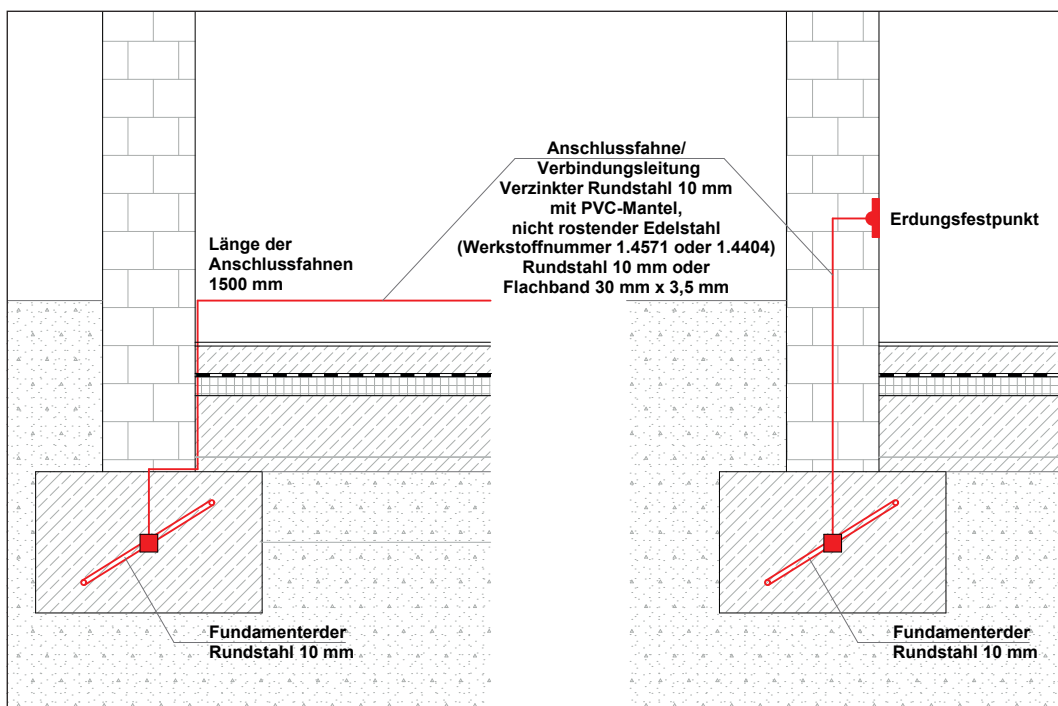 Anschlussfahne/
Verbindungsleitung
Verzinkter Rundstahl 10 mm
mit PVC-Mantel,
nicht rostender Edelstahl
(Werkstoffnummer 1.4571 oder 1.4404)
Rundstahl 10 mm oder
Flachband 30 mm x 3,5 mm
Länge der
Anschlussfahnen
1500 mm
Erdungsfestpunkt
Fundamenterder
Rundstahl 10 mm
Fundamenterder
Rundstahl 10 mm